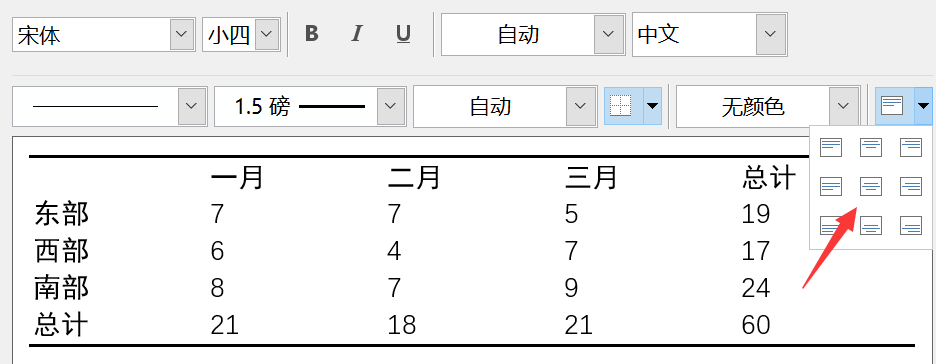 宋体 小四 B I U 自动 中文
1.5 磅 自动 无颜色
一月 二月 三月 总计
东部 7 7 5 19
西部 6 4 7 17
南部 8 7 9 24
总计 21 18 21 60